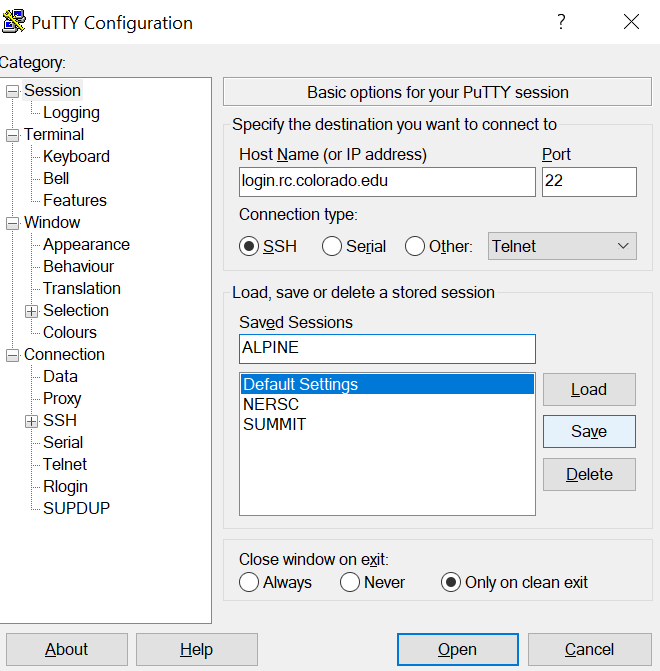 PuTTY Configuration ? ×
Category:
Session
Logging
Terminal
Keyboard
Bell
Features
Window
Appearance
Behaviour
Translation
Selection
Colours
Connection
Data
Proxy
SSH
Serial
Telnet
Rlogin
SUPDUP
Basic options for your PuTTY session
Specify the destination you want to connect to
Host Name (or IP address) Port
login.rc.colorado.edu 22
Connection type:
SSH Serial Other: Telnet
Load, save or delete a stored session
Saved Sessions
ALPINE
Default Settings
NERSC
SUMMIT
Load
Save
Delete
Close window on exit:
Always Never Only on clean exit
About Help Open Cancel